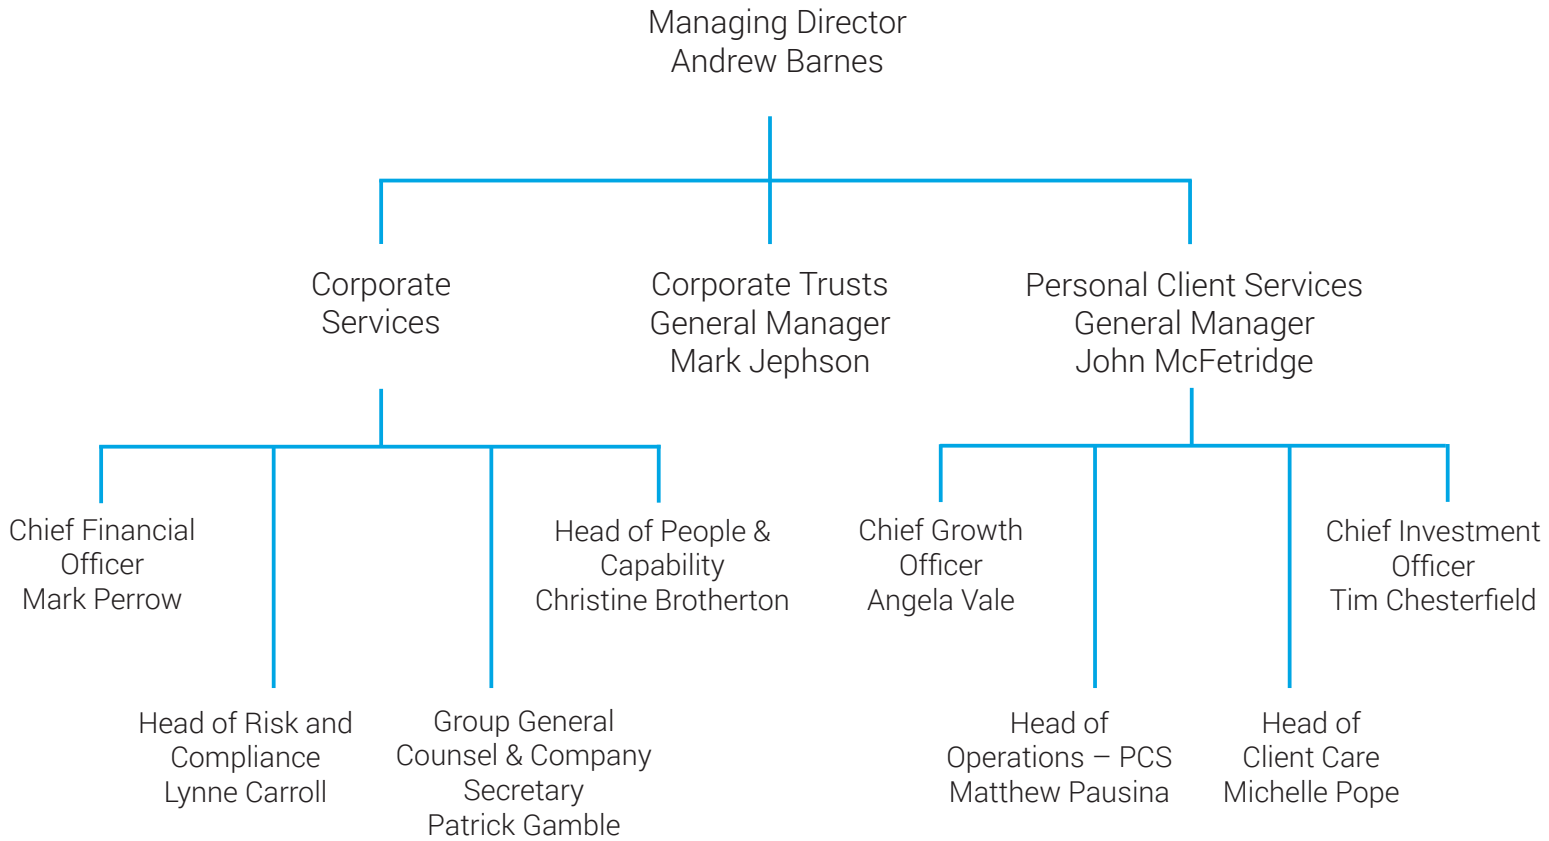 Managing Director
Andrew Barnes
Corporate
Services
Corporate Trusts
General Manager
Mark Jephson
Personal Client Services
General Manager
John McFetridge
Chief Financial
Officer
Mark Perrow
Head of People &
Capability
Christine Brotherton
Chief Growth
Officer
Angela Vale
Chief Investment
Officer
Tim Chesterfield
Head of Risk and
Compliance
Lynne Carroll
Group General
Counsel & Company
Secretary
Patrick Gamble
Head of
Operations – PCS
Matthew Pausina
Head of
Client Care
Michelle Pope